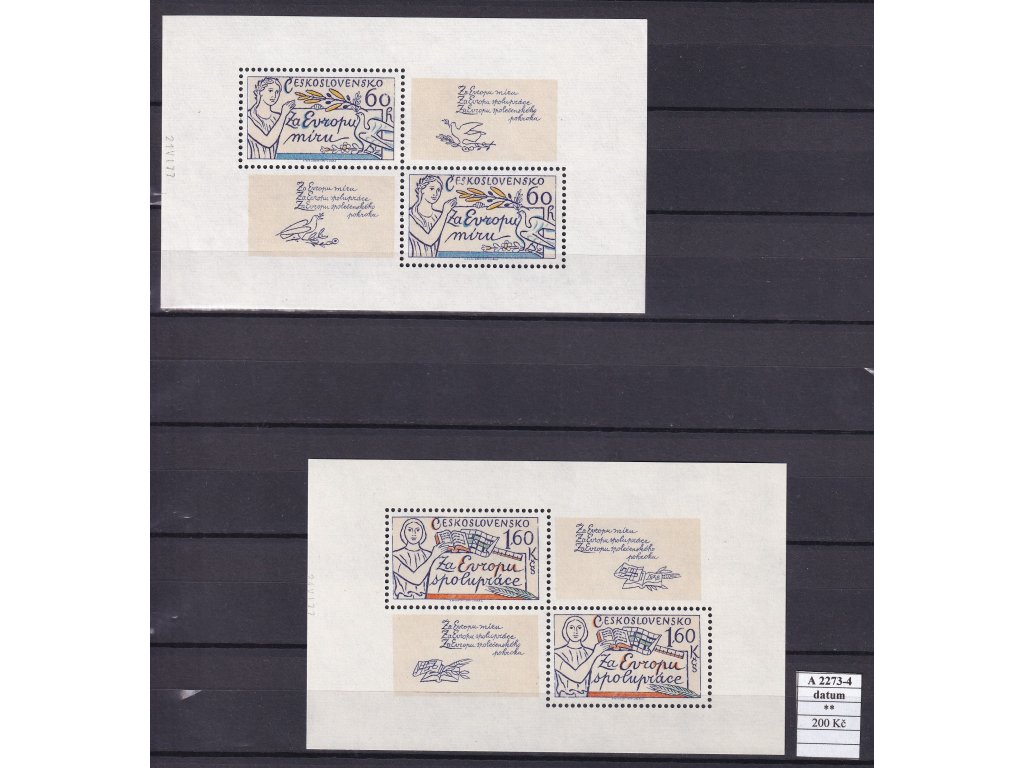 ČESKOSLOVENSKO
60h
Za Evropu
míru
Za Evropu míru
Za Evropu spolupráce
Za Evropu společenského
pokroku
Za Evropu míru
Za Evropu spolupráce
Za Evropu společenského
pokroku
ČESKOSLOVENSKO
60h
Za Evropu
míru
ČESKOSLOVENSKO
1,60
KČS
Za Evropu
spolupráce
Za Evropu míru
Za Evropu spolupráce
Za Evropu společenského
pokroku
Za Evropu míru
Za Evropu spolupráce
Za Evropu společenského
pokroku
ČESKOSLOVENSKO
1,60
KČS
Za Evropu
spolupráce
A 2273-4
datum
**
200 Kč